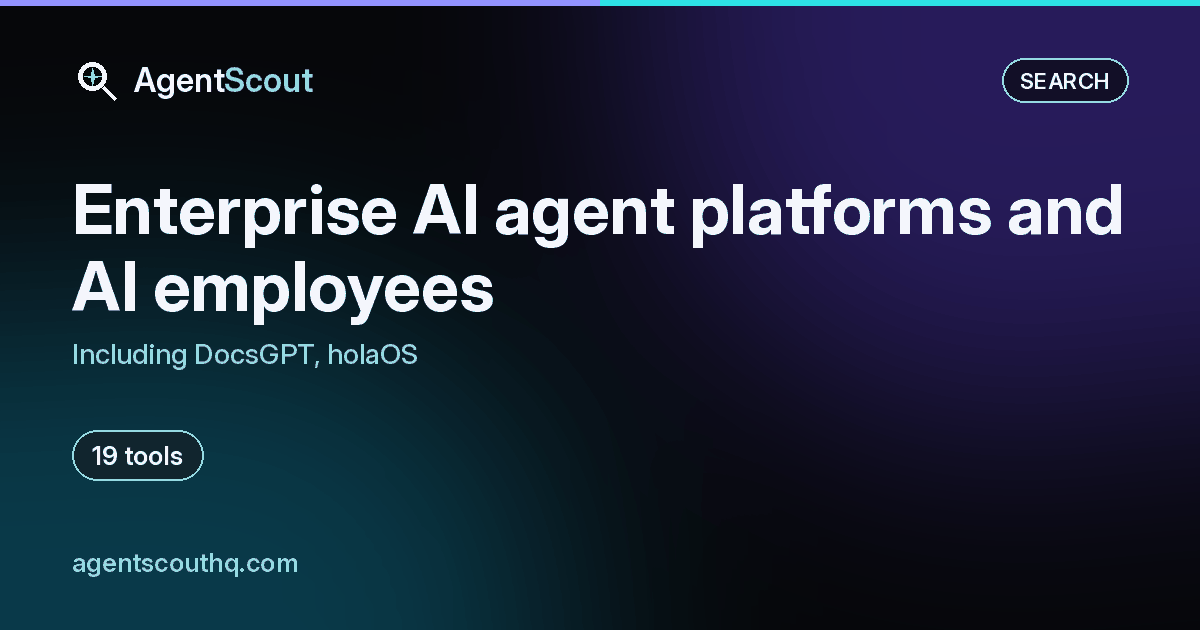 AgentScout
SEARCH
Enterprise AI agent platforms and
AI employees
Including DocsGPT, holaOS
19 tools
agentscouthq.com